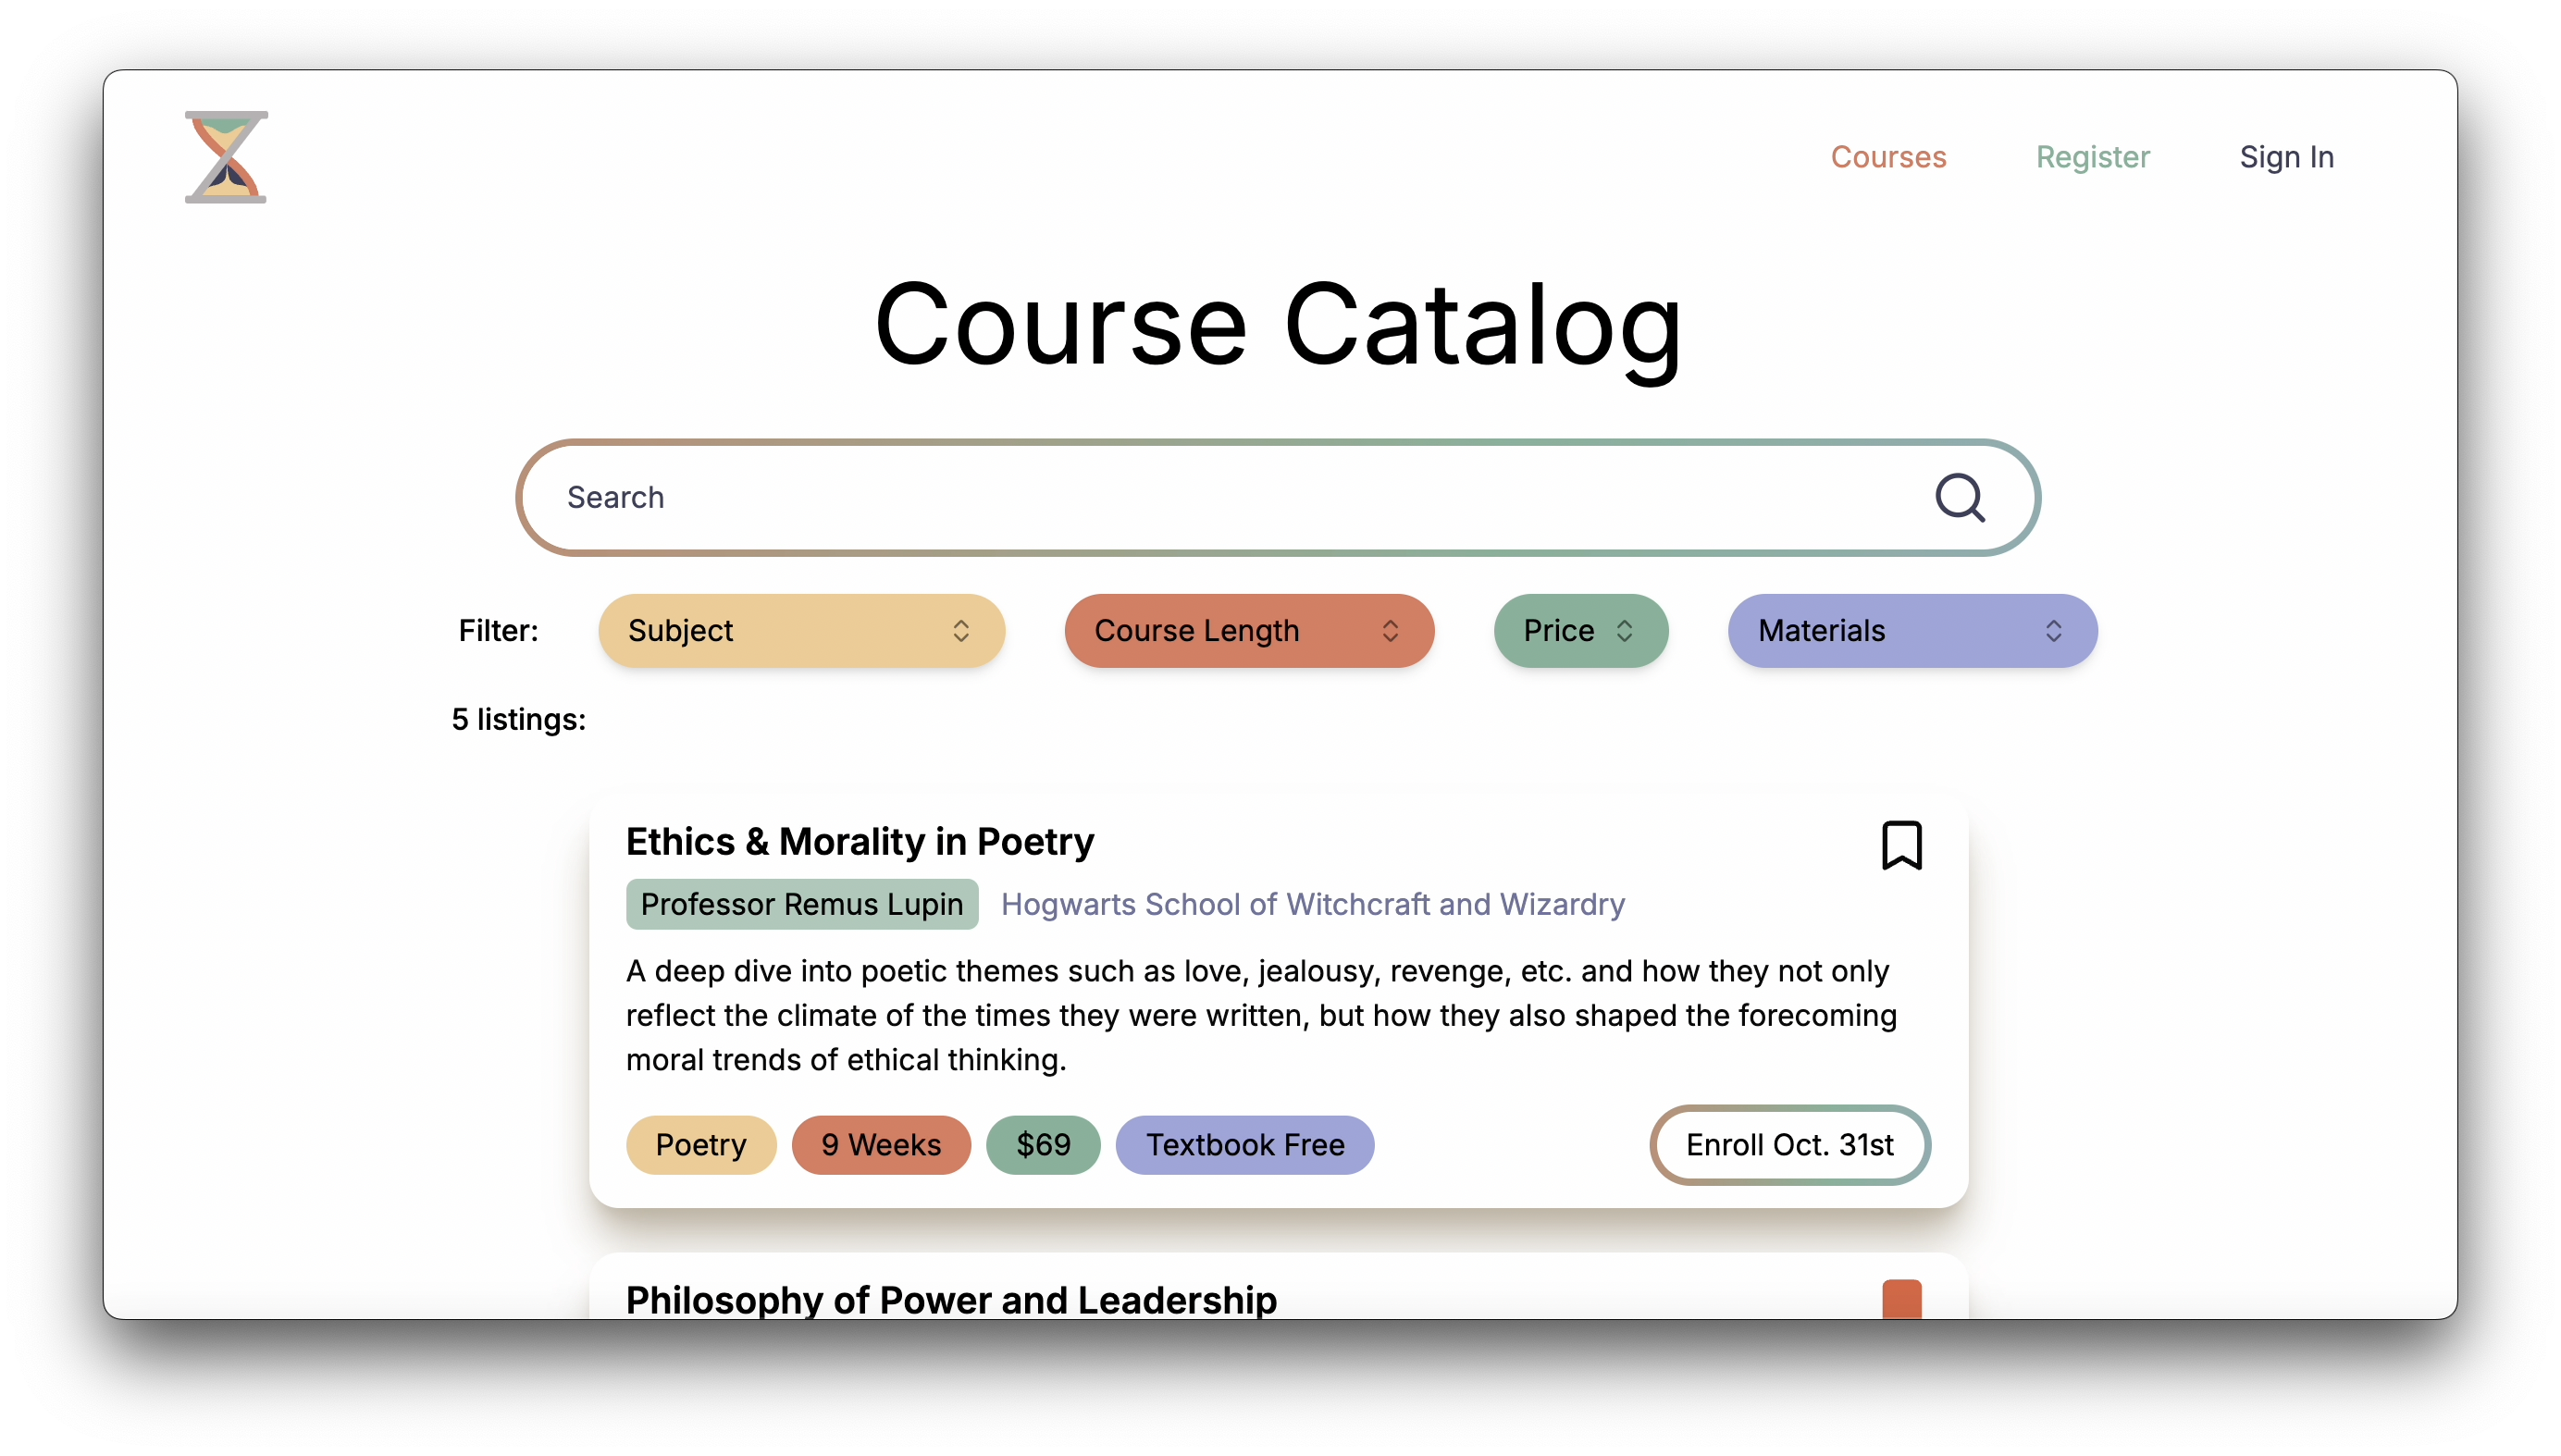 Courses Register Sign In
Course Catalog
Search
Filter: Subject Course Length Price Materials
5 listings:
Ethics & Morality in Poetry
Professor Remus Lupin Hogwarts School of Witchcraft and Wizardry
A deep dive into poetic themes such as love, jealousy, revenge, etc. and how they not only
reflect the climate of the times they were written, but how they also shaped the forecoming
moral trends of ethical thinking.
Poetry 9 Weeks $69 Textbook Free Enroll Oct. 31st
Philosophy of Power and Leadership